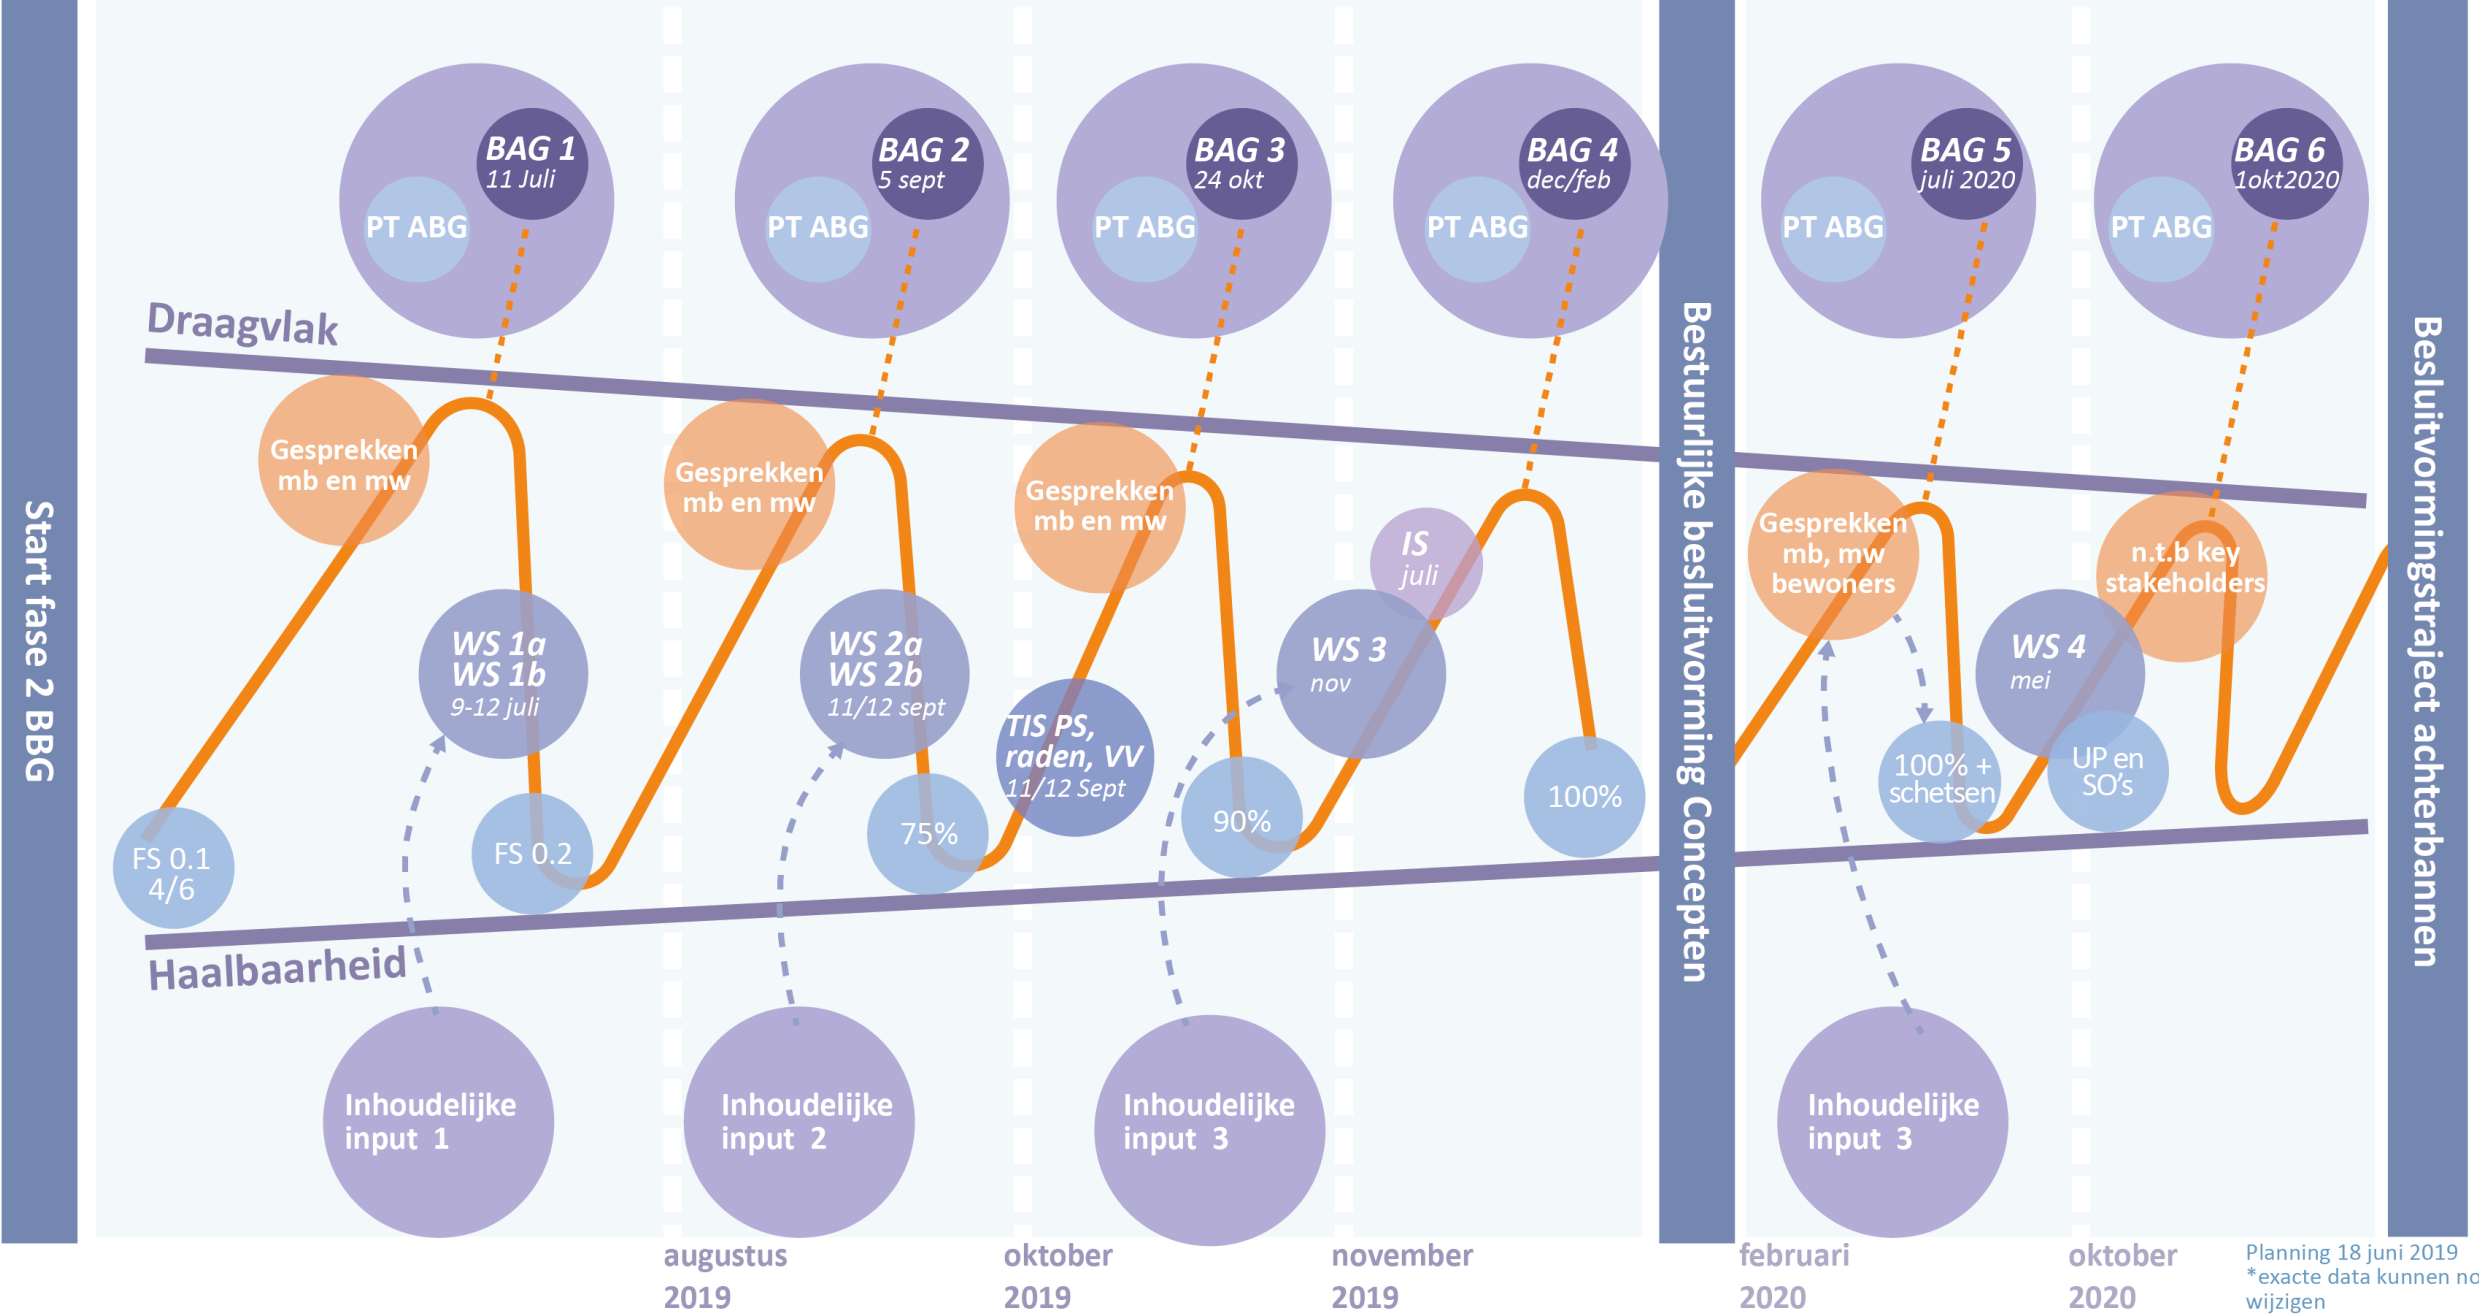 Start fase 2 BBG
BAG 1
11 Juli
PT ABG
BAG 2
5 sept
PT ABG
BAG 3
24 okt
PT ABG
BAG 4
dec/feb
PT ABG
BAG 5
juli 2020
PT ABG
BAG 6
1okt2020
PT ABG
Draagvlak
Gesprekken
mb en mw
Gesprekken
mb en mw
Gesprekken
mb en mw
IS
juli
Gesprekken
mb, mw
bewoners
n.t.b key
stakeholders
WS 1a
WS 1b
9-12 juli
WS 2a
WS 2b
11/12 sept
TIS PS,
raden, VV
11/12 Sept
WS 3
nov
WS 4
mei
FS 0.1
4/6
FS 0.2
75%
90%
100%
100% +
schetsen
UP en
SO's
Haalbaarheid
Inhoudelijke
input 1
Inhoudelijke
input 2
Inhoudelijke
input 3
Inhoudelijke
input 3
Bestuurlijke besluitvorming Concepten
Besluitvormingstraject achterbannen
augustus
2019
oktober
2019
november
2019
februari
2020
oktober
2020
Planning 18 juni 2019
*exacte data kunnen no
wijzigen